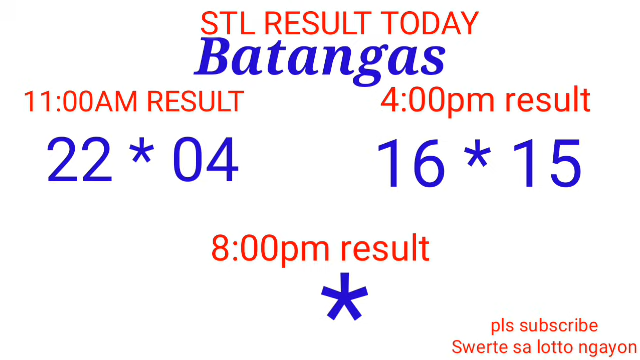 STL RESULT TODAY
Batangas
11:00AM RESULT
22 * 04
4:00pm result
16 * 15
8:00pm result
*
pls subscribe
Swerte sa lotto ngayon